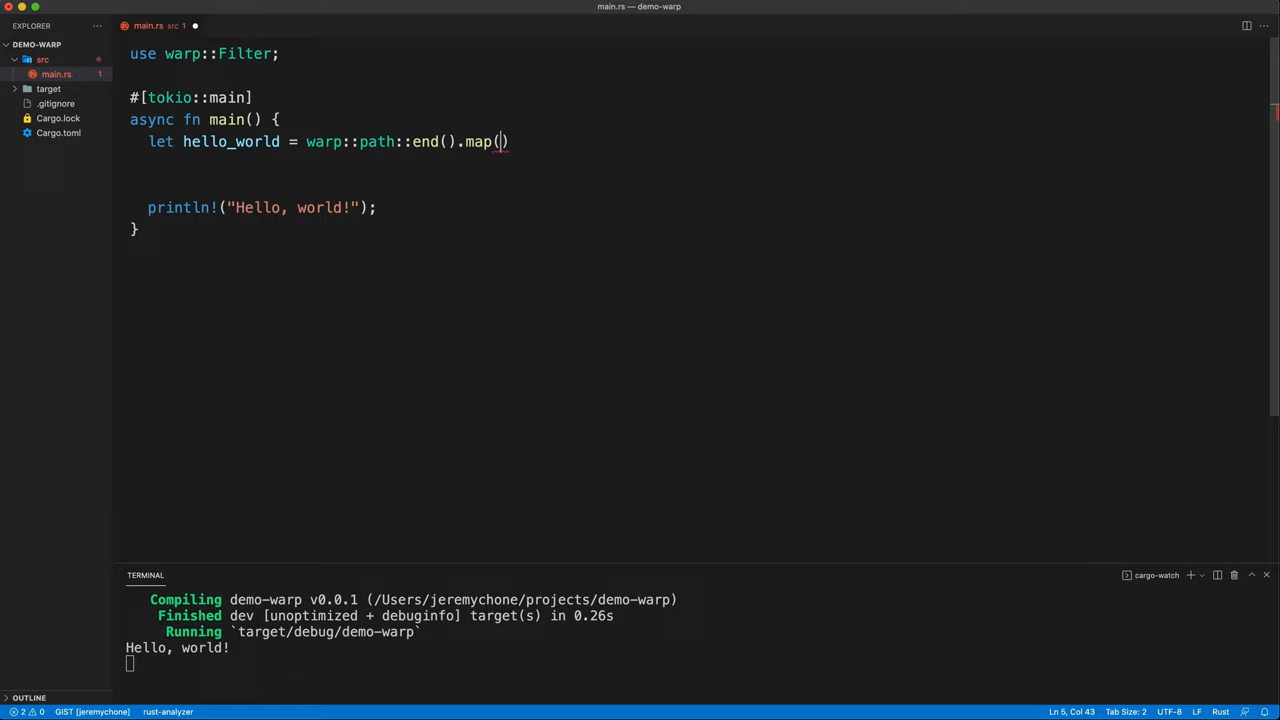 main.rs — demo-warp
EXPLORER ···
DEMO-WARP
src
main.rs 1
target
.gitignore
Cargo.lock
Cargo.toml
main.rs src 1
use warp::Filter;
#[tokio::main]
async fn main() {
let hello_world = warp::path::end().map()
println!("Hello, world!");
}
TERMINAL
cargo-watch
Compiling demo-warp v0.0.1 (/Users/jeremychone/projects/demo-warp)
Finished dev [unoptimized + debuginfo] target(s) in 0.26s
Running `target/debug/demo-warp`
Hello, world!
OUTLINE
2 0 GIST [jeremychone] rust-analyzer Ln 5, Col 43 Tab Size: 2 UTF-8 LF Rust